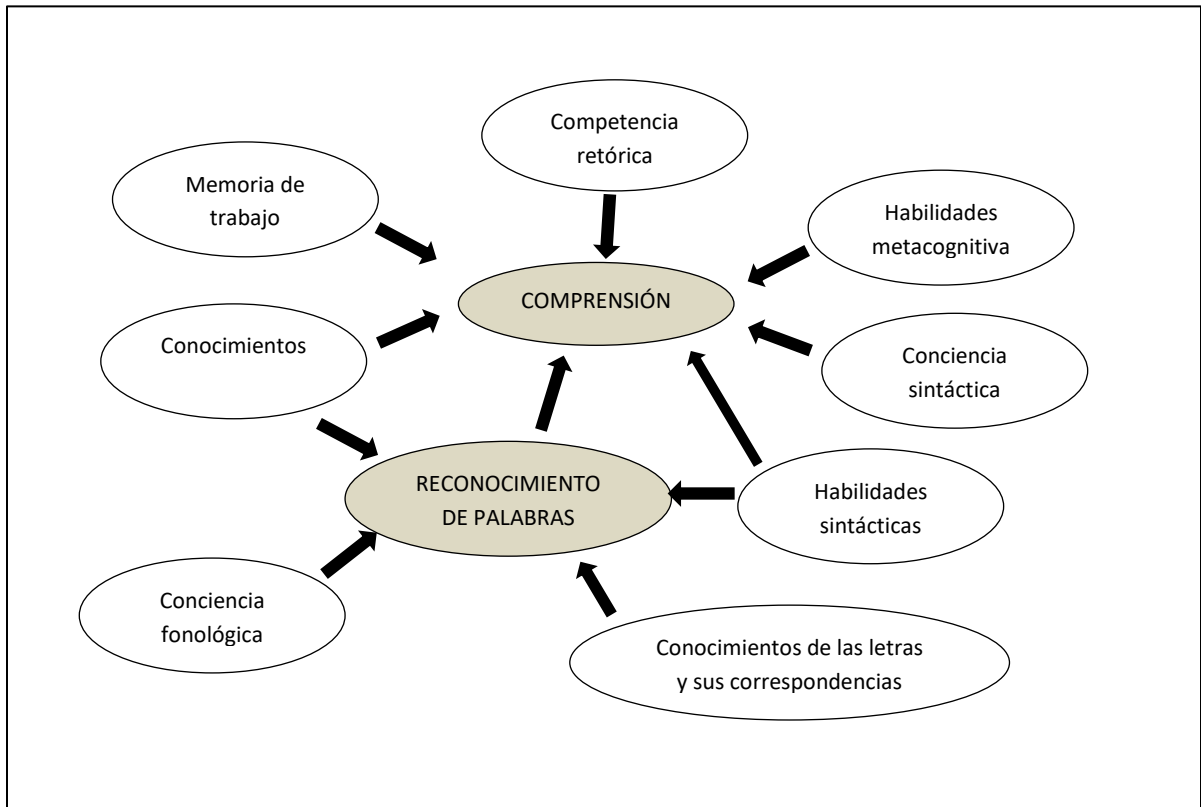 Competencia
retórica
Memoria de
trabajo
Habilidades
metacognitiva
COMPRENSIÓN
Conocimientos
Conciencia
sintáctica
RECONOCIMIENTO
DE PALABRAS
Habilidades
sintácticas
Conciencia
fonológica
Conocimientos de las letras
y sus correspondencias